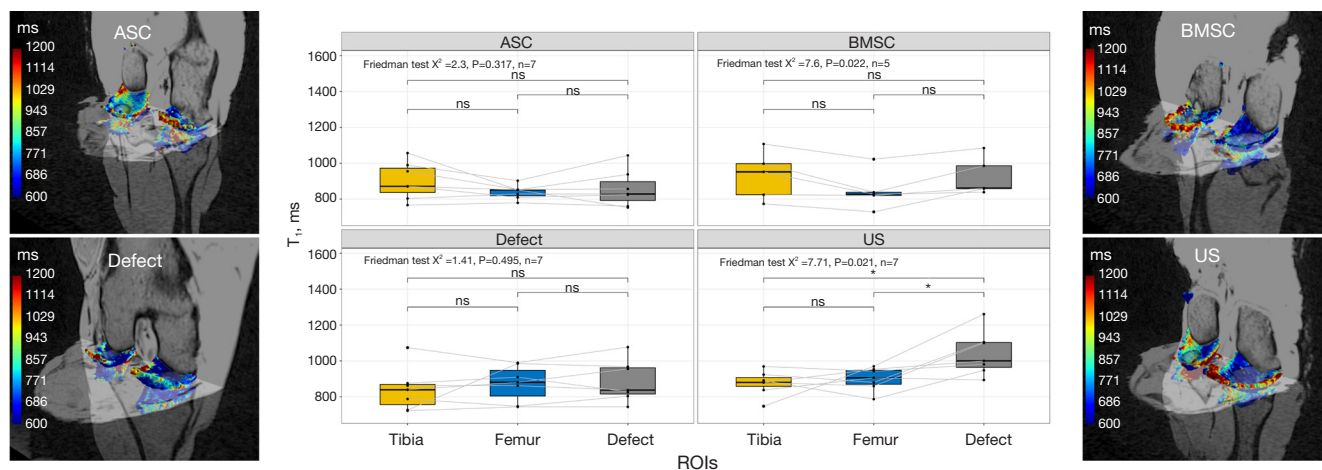 ms
ASC
1200
1114
1029
943
857
771
686
600
ms
Defect
1200
1114
1029
943
857
771
686
600
T1, ms
ASC
Friedman test X² =2.3, P=0.317, n=7
ns
ns
ns
1600
1400
1200
1000
800
BMSC
Friedman test X² =7.6, P=0.022, n=5
ns
ns
ns
Defect
Friedman test X² =1.41, P=0.495, n=7
ns
ns
ns
1600
1400
1200
1000
800
US
Friedman test X² =7.71, P=0.021, n=7
*
*
ns
Tibia Femur Defect Tibia Femur Defect
ROIs
ms
BMSC
1200
1114
1029
943
857
771
686
600
ms
US
1200
1114
1029
943
857
771
686
600